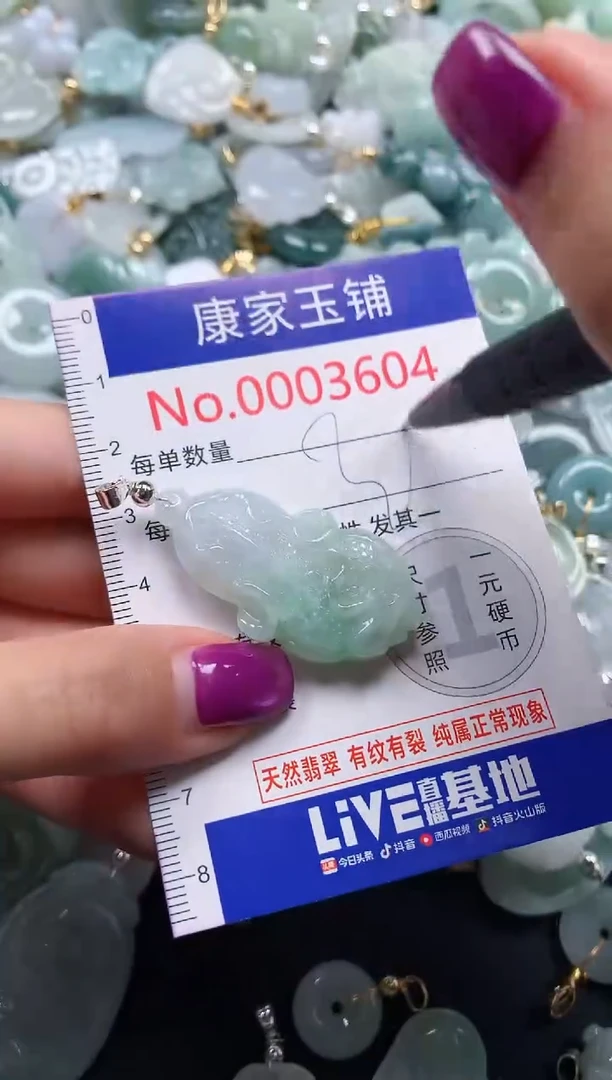 康家玉铺
No.0003604
每单数量
每
性 发其一
一元硬币
尺寸参照
1
天然翡翠 有纹有裂 纯属正常现象
LiVE直播基地
今日头条 抖音 西瓜视频 抖音火山版
0
1
2
3
4
7
8